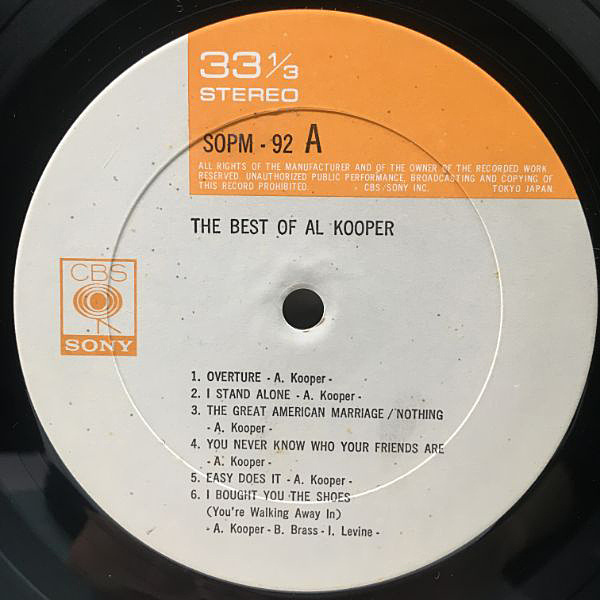 33 1/3
STEREO
SOPM - 92 A
ALL RIGHTS OF THE MANUFACTURER AND OF THE OWNER OF THE RECORDED WORK
RESERVED. UNAUTHORIZED PUBLIC PERFORMANCE, BROADCASTING AND COPYING OF
THIS RECORD PROHIBITED. · CBS/SONY INC. TOKYO JAPAN.
THE BEST OF AL KOOPER
CBS
SONY
1. OVERTURE - A. Kooper -
2. I STAND ALONE - A. Kooper -
3. THE GREAT AMERICAN MARRIAGE / NOTHING
- A. Kooper -
4. YOU NEVER KNOW WHO YOUR FRIENDS ARE
- A. Kooper -
5. EASY DOES IT - A. Kooper -
6. I BOUGHT YOU THE SHOES
(You're Walking Away In)
- A. Kooper - B. Brass - I. Levine -